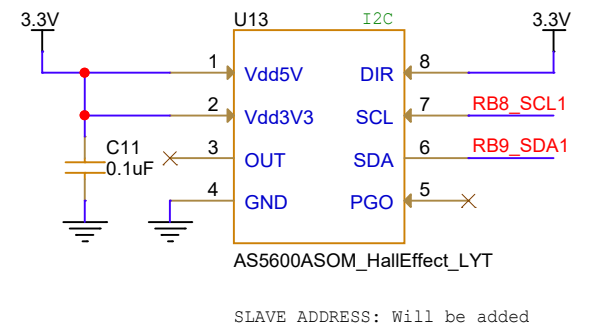 3.3V
U13
I2C
3.3V
1
Vdd5V
DIR
8
2
Vdd3V3
SCL
7
RB8_SCL1
C11
0.1uF
3
OUT
SDA
6
RB9_SDA1
4
GND
PGO
5
AS5600ASOM_HallEffect_LYT
SLAVE ADDRESS: Will be added